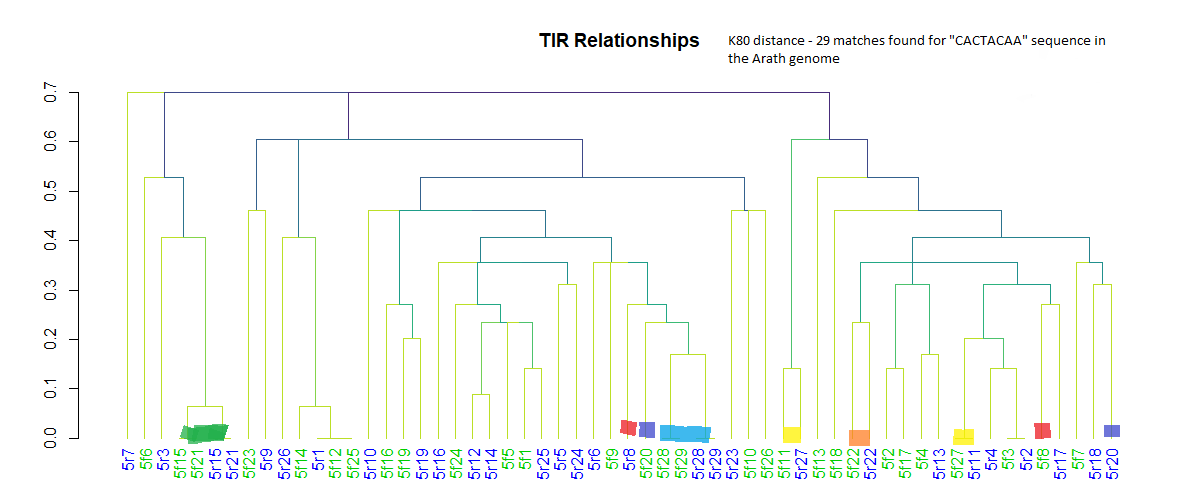 TIR Relationships
K80 distance - 29 matches found for "CACTACAA" sequence in
the Arath genome
0.7
0.6
0.5
0.4
0.3
0.2
0.1
0.0
5r7 5f6 5r3 5f15 5f21 5r15 5r21 5f23 5r9 5r26 5f14 5r1 5f12 5f25 5r10 5f16 5f19 5r19 5r16 5f24 5r12 5r14 5f5 5f1 5r25 5r5 5r24 5r6 5f9 5r8 5f20 5f28 5f29 5r28 5r29 5r23 5f10 5f26 5f11 5r27 5f13 5f18 5f22 5r22 5f2 5f17 5f4 5r13 5f27 5r11 5r4 5f3 5r2 5f8 5r17 5f7 5r18 5r20